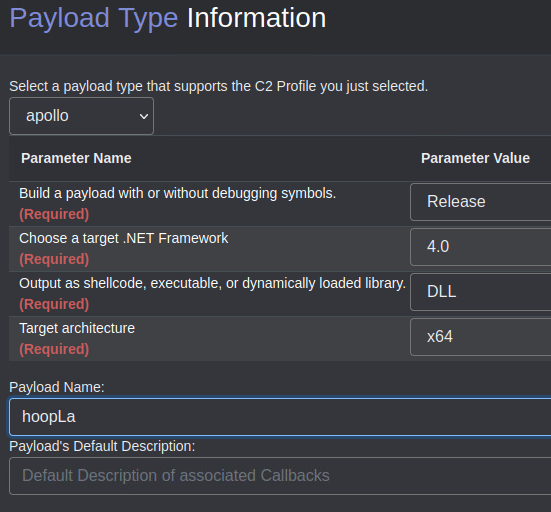 Payload Type Information
Select a payload type that supports the C2 Profile you just selected.
apollo
Parameter Name Parameter Value
Build a payload with or without debugging symbols.
(Required)
Release
Choose a target .NET Framework
(Required)
4.0
Output as shellcode, executable, or dynamically loaded library.
(Required)
DLL
Target architecture
(Required)
x64
Payload Name:
hoopLa
Payload's Default Description:
Default Description of associated Callbacks